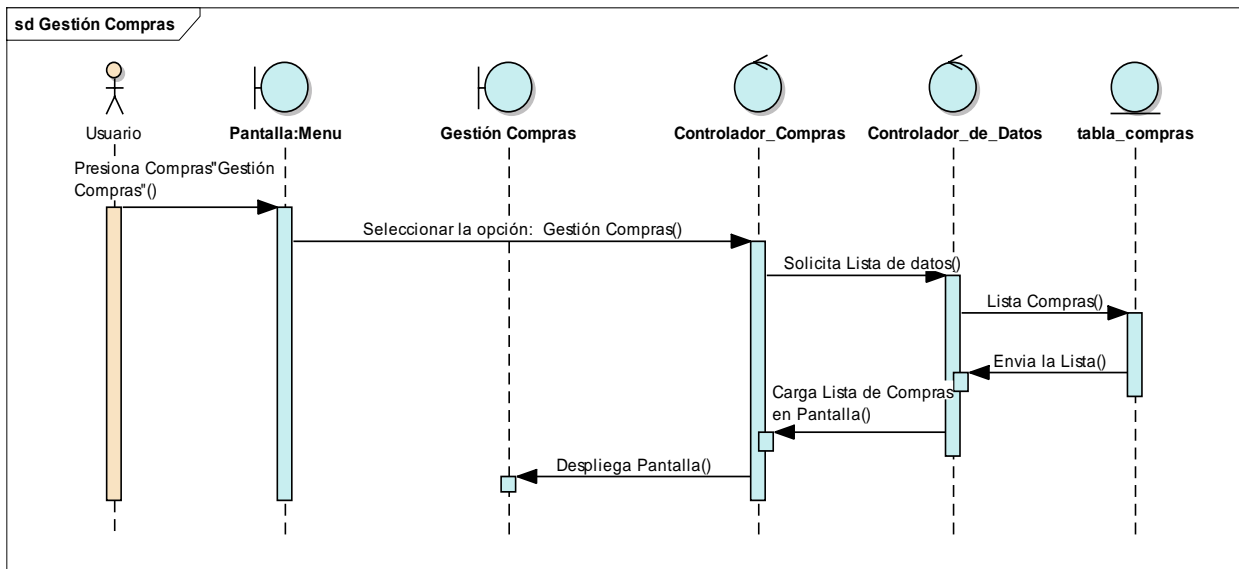 sd Gestión Compras
Usuario
Pantalla:Menu
Gestión Compras
Controlador_Compras
Controlador_de_Datos
tabla_compras
Presiona Compras"Gestión
Compras"()
Seleccionar la opción: Gestión Compras()
Solicita Lista de datos()
Lista Compras()
Envia la Lista()
Carga Lista de Compras
en Pantalla()
Despliega Pantalla()